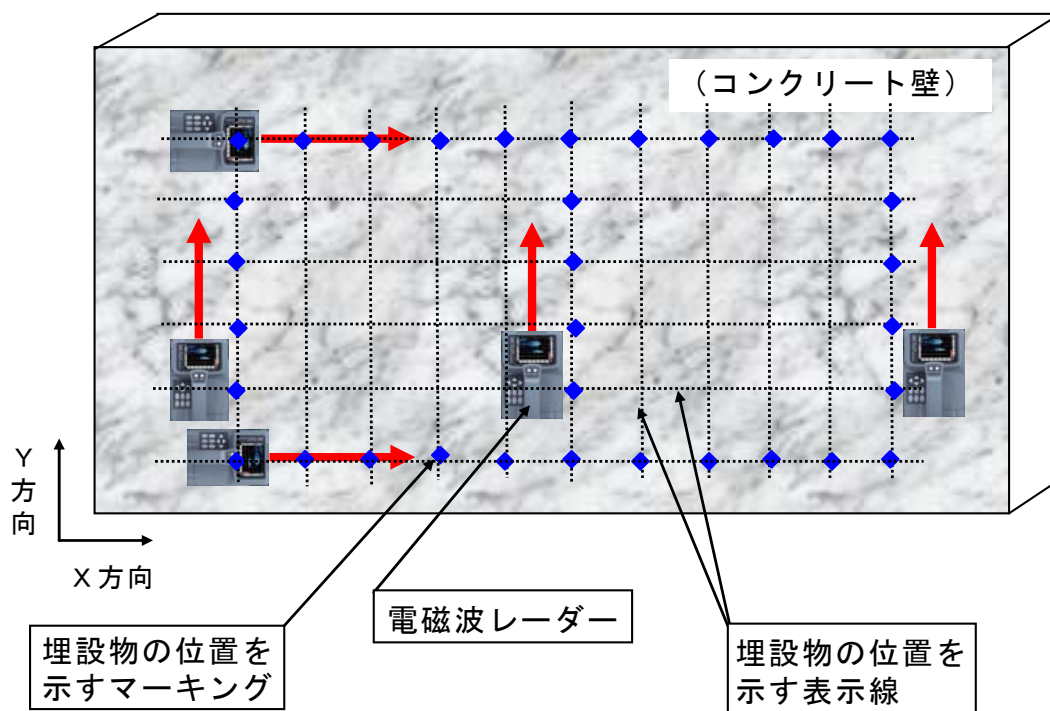 （コンクリート壁）
Ｙ方向
Ｘ方向
電磁波レーダー
埋設物の位置を
示すマーキング
埋設物の位置を
示す表示線